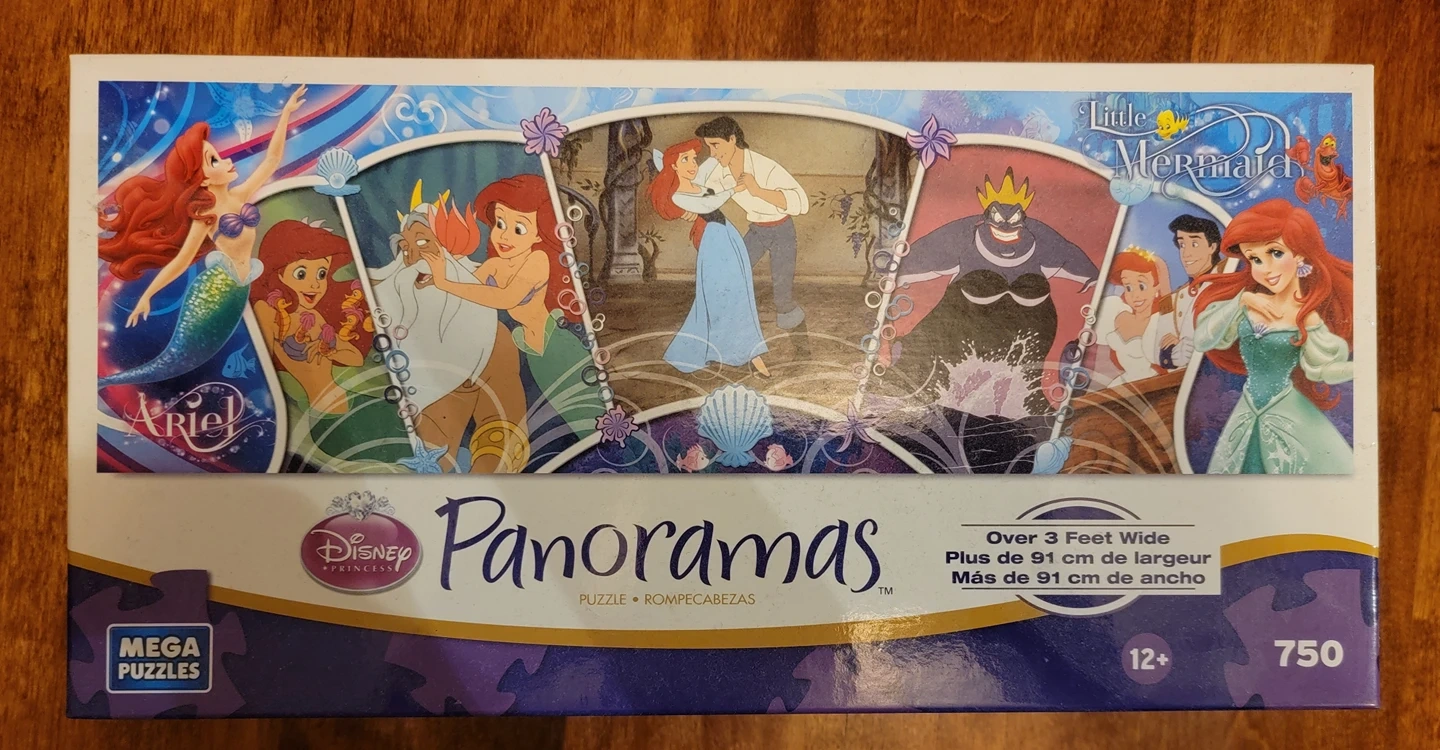 Little
Mermaid
Ariel
Disney
PRINCESS
Panoramas™
PUZZLE • ROMPECABEZAS
Over 3 Feet Wide
Plus de 91 cm de largeur
Más de 91 cm de ancho
MEGA
PUZZLES
12+
750